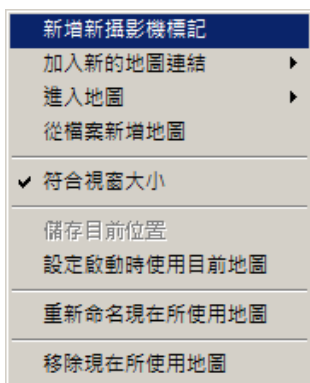 新增新攝影機標記
加入新的地圖連結
進入地圖
從檔案新增地圖
符合視窗大小
儲存目前位置
設定啟動時使用目前地圖
重新命名現在所使用地圖
移除現在所使用地圖